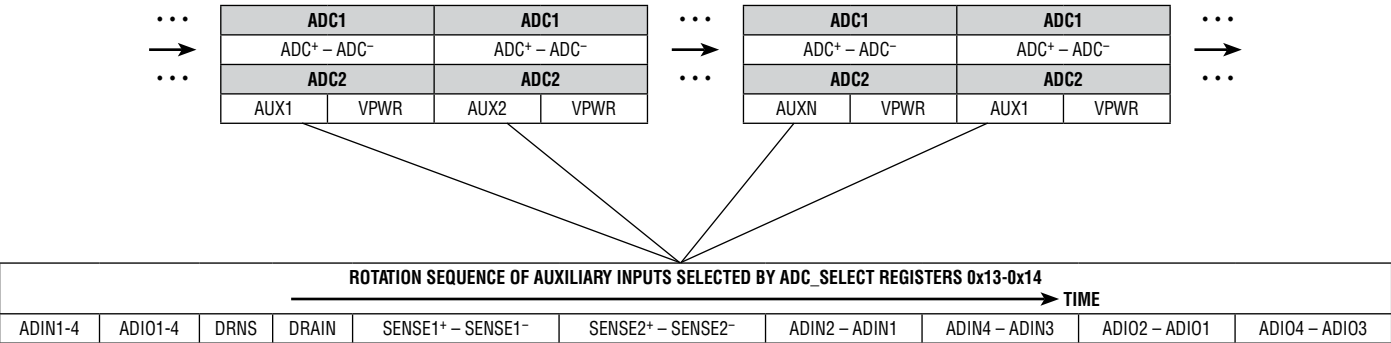 ••• ADC1 ADC1 ••• ADC1 ADC1 •••
ADC⁺ – ADC⁻ ADC⁺ – ADC⁻ ADC⁺ – ADC⁻ ADC⁺ – ADC⁻
••• ADC2 ADC2 ••• ADC2 ADC2 •••
AUX1 VPWR AUX2 VPWR AUXN VPWR AUX1 VPWR
ROTATION SEQUENCE OF AUXILIARY INPUTS SELECTED BY ADC_SELECT REGISTERS 0x13-0x14
TIME
ADIN1-4 ADIO1-4 DRNS DRAIN SENSE1⁺ – SENSE1⁻ SENSE2⁺ – SENSE2⁻ ADIN2 – ADIN1 ADIN4 – ADIN3 ADIO2 – ADIO1 ADIO4 – ADIO3